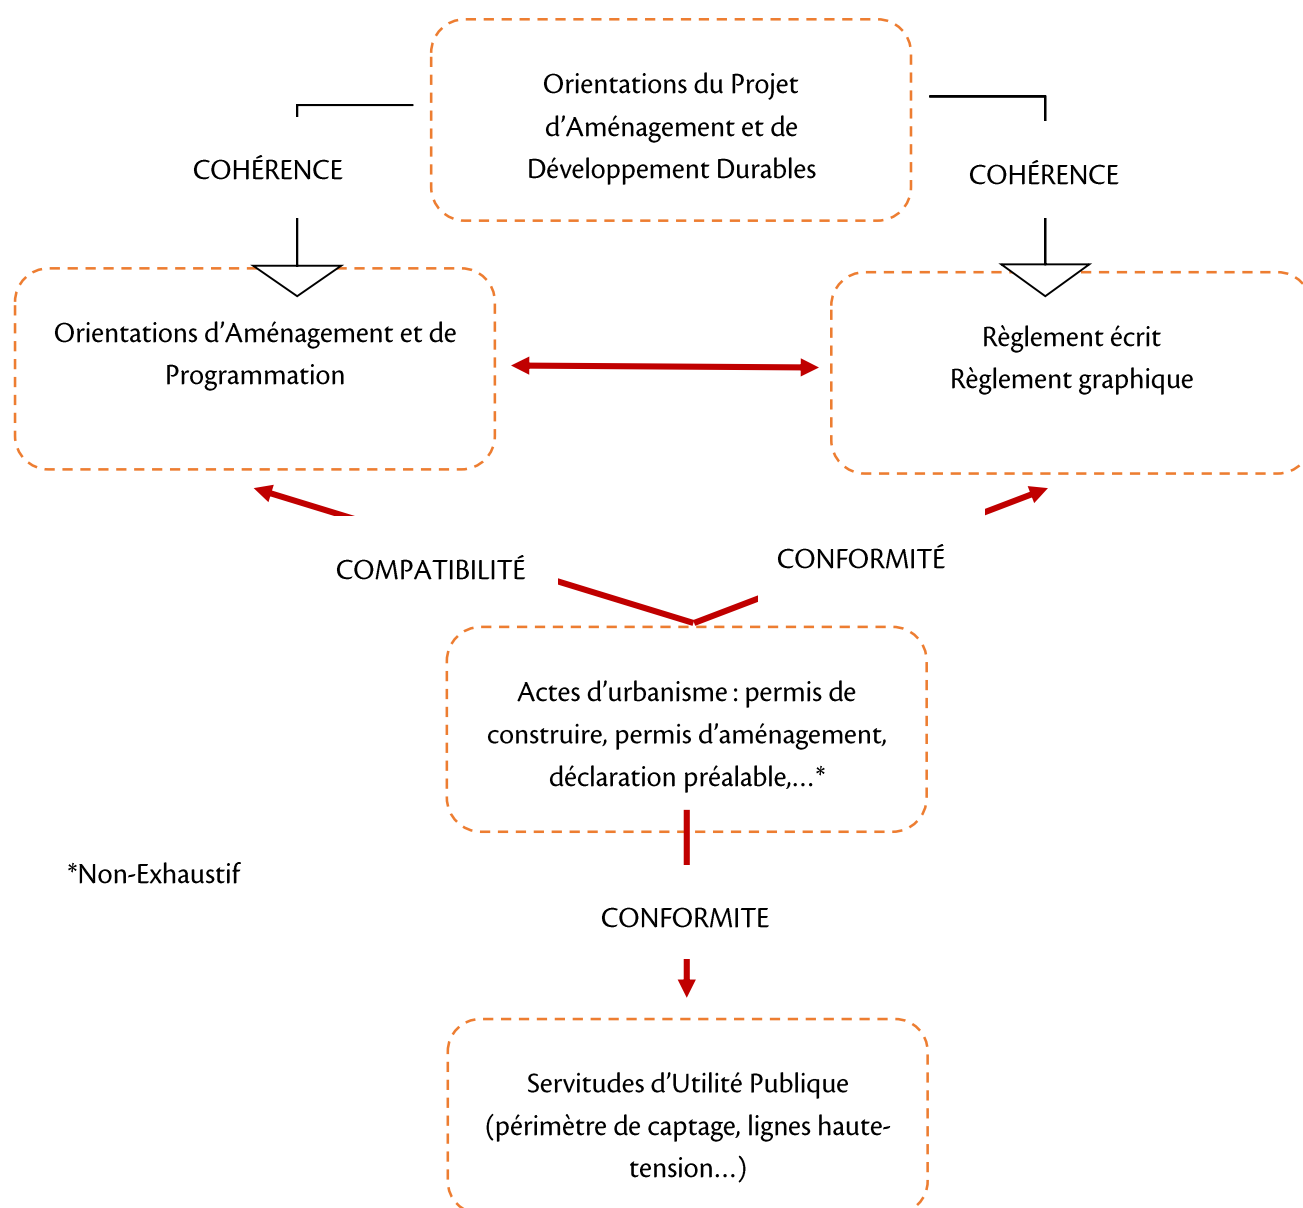 Orientations du Projet
d’Aménagement et de
Développement Durables
COHÉRENCE
COHÉRENCE
Orientations d’Aménagement et de
Programmation
Règlement écrit
Règlement graphique
COMPATIBILITÉ
CONFORMITÉ
Actes d’urbanisme : permis de
construire, permis d’aménagement,
déclaration préalable,...*
*Non-Exhaustif
CONFORMITE
Servitudes d’Utilité Publique
(périmètre de captage, lignes haute-
tension...)